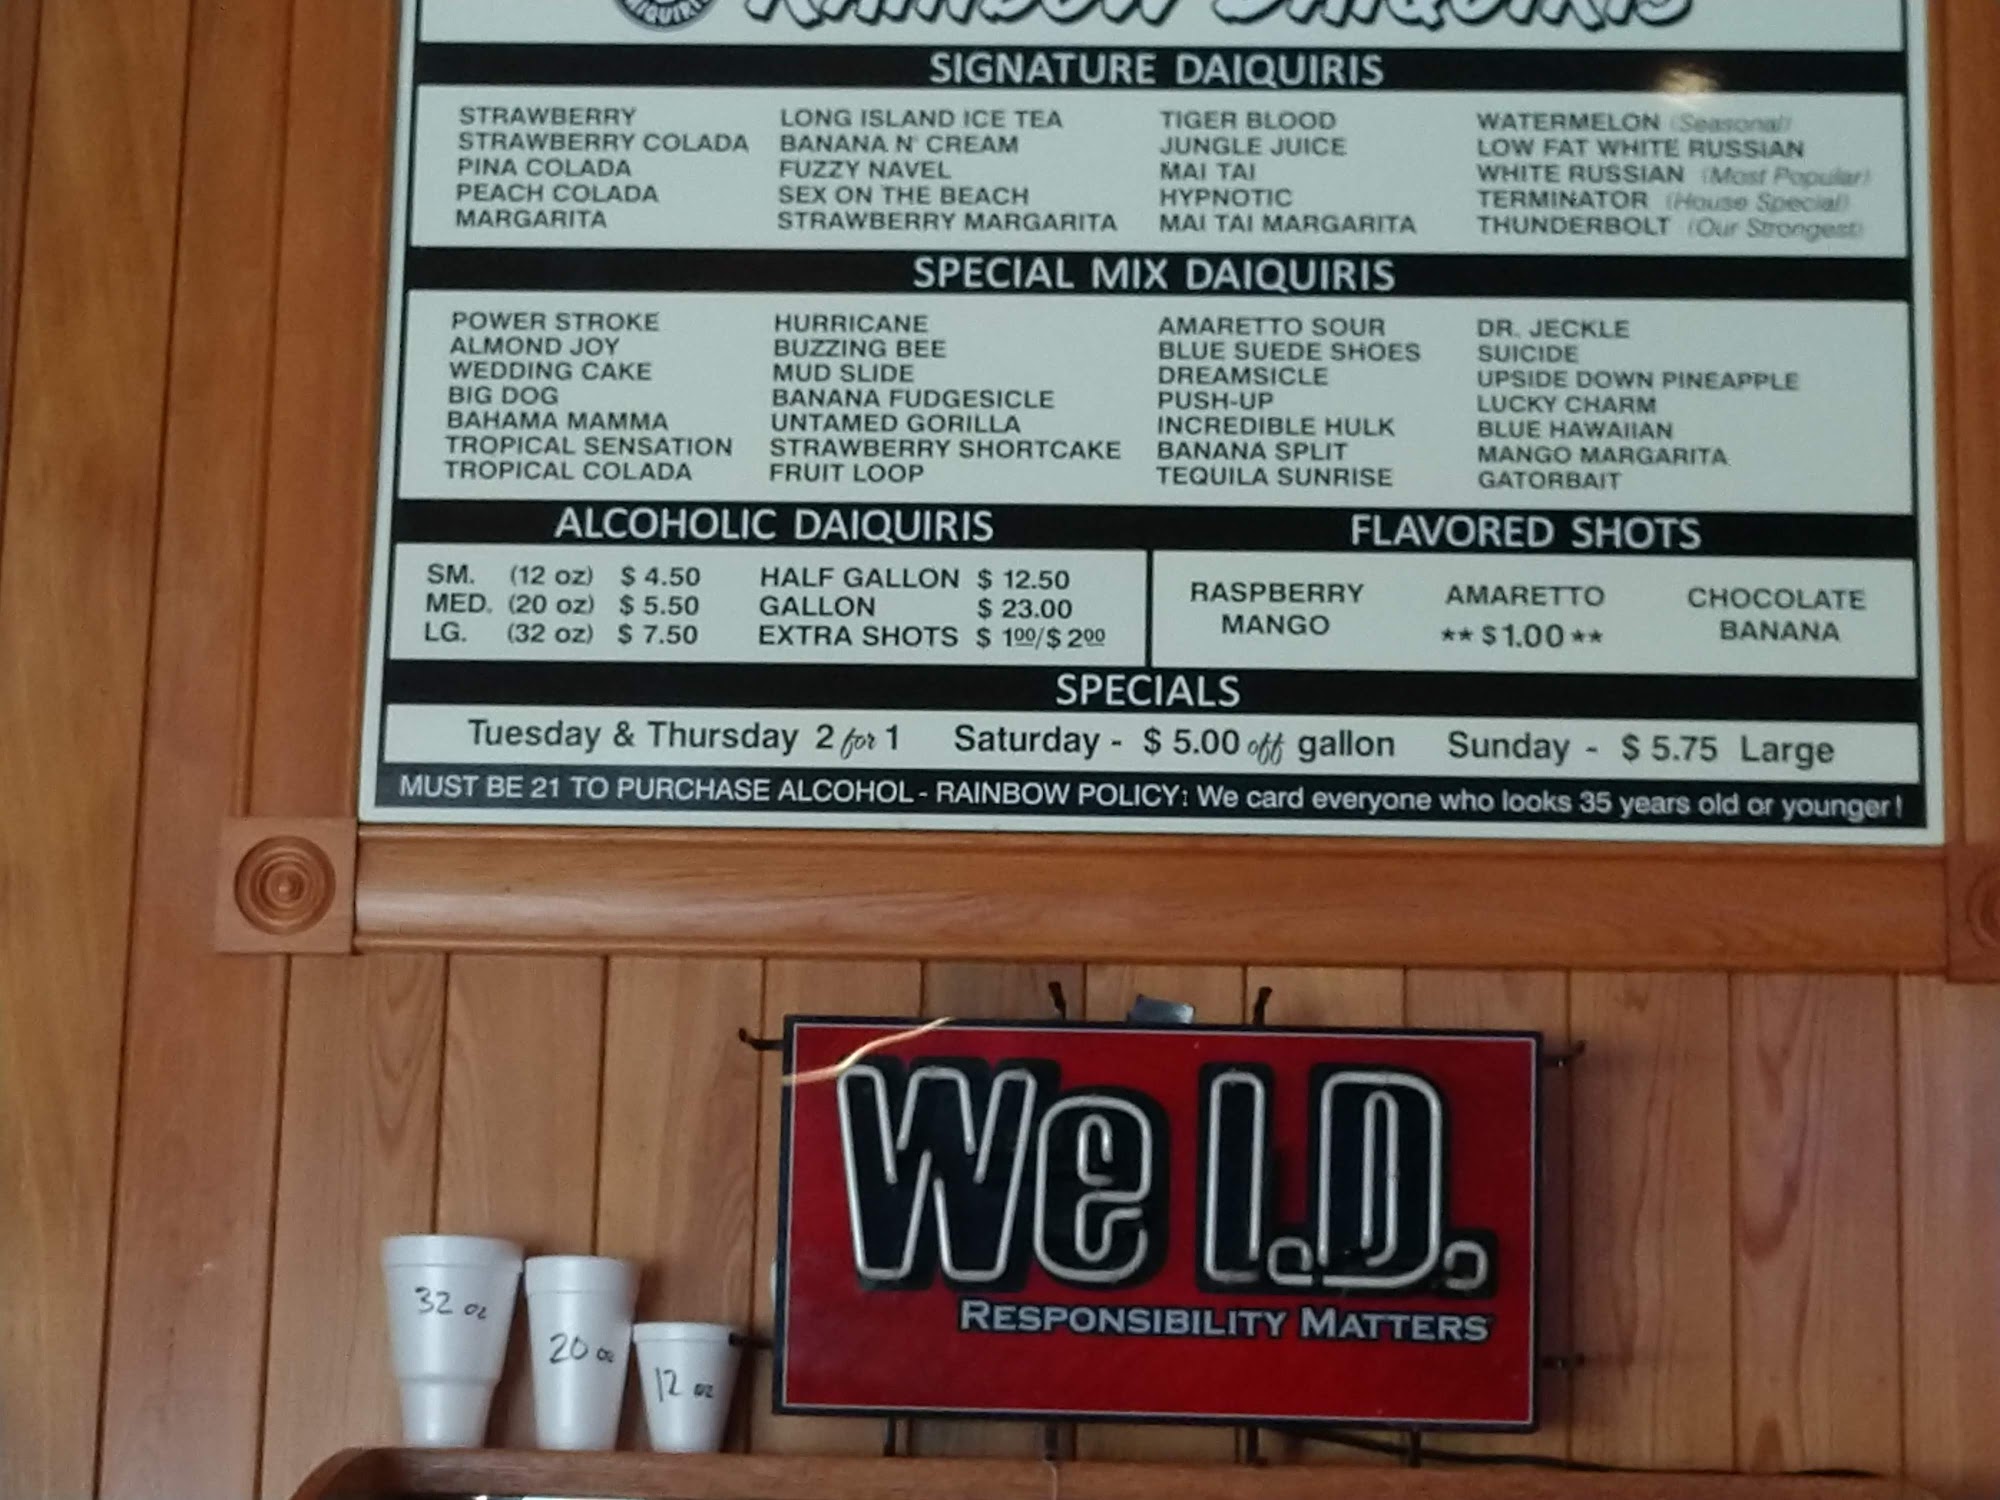 DAIQUIRIS
RAINBOW DAIQUIRIS
SIGNATURE DAIQUIRIS
STRAWBERRY LONG ISLAND ICE TEA TIGER BLOOD WATERMELON (Seasonal)
STRAWBERRY COLADA BANANA N' CREAM JUNGLE JUICE LOW FAT WHITE RUSSIAN
PINA COLADA FUZZY NAVEL MAI TAI WHITE RUSSIAN (Most Popular)
PEACH COLADA SEX ON THE BEACH HYPNOTIC TERMINATOR (House Special)
MARGARITA STRAWBERRY MARGARITA MAI TAI MARGARITA THUNDERBOLT (Our Strongest)
SPECIAL MIX DAIQUIRIS
POWER STROKE HURRICANE AMARETTO SOUR DR. JECKLE
ALMOND JOY BUZZING BEE BLUE SUEDE SHOES SUICIDE
WEDDING CAKE MUD SLIDE DREAMSICLE UPSIDE DOWN PINEAPPLE
BIG DOG BANANA FUDGESICLE PUSH-UP LUCKY CHARM
BAHAMA MAMMA UNTAMED GORILLA INCREDIBLE HULK BLUE HAWAIIAN
TROPICAL SENSATION STRAWBERRY SHORTCAKE BANANA SPLIT MANGO MARGARITA
TROPICAL COLADA FRUIT LOOP TEQUILA SUNRISE GATORBAIT
ALCOHOLIC DAIQUIRIS FLAVORED SHOTS
SM. (12 oz) $ 4.50 HALF GALLON $ 12.50
MED. (20 oz) $ 5.50 GALLON $ 23.00
LG. (32 oz) $ 7.50 EXTRA SHOTS $ 100/$ 200
RASPBERRY AMARETTO CHOCOLATE
MANGO **$1.00** BANANA
SPECIALS
Tuesday & Thursday 2 for 1 Saturday - $ 5.00 off gallon Sunday - $ 5.75 Large
MUST BE 21 TO PURCHASE ALCOHOL - RAINBOW POLICY: We card everyone who looks 35 years old or younger!
We I.D.
RESPONSIBILITY MATTERS
32 oz
20 oz
12 oz